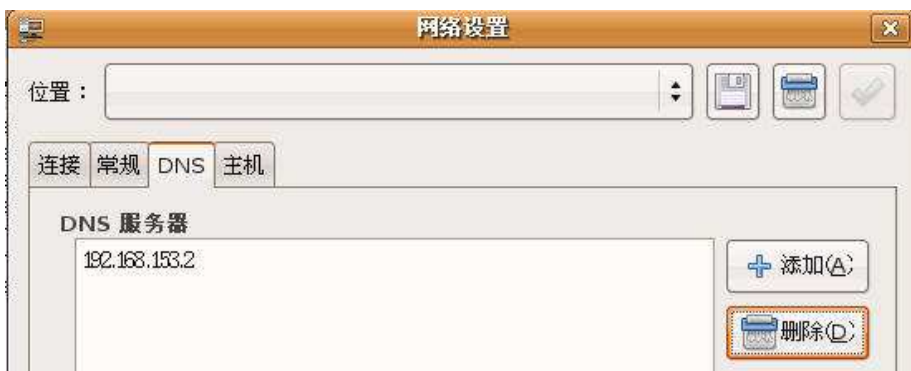 网络设置
位置：
连接 常规 DNS 主机
DNS 服务器
192.168.153.2
添加(A)
删除(D)